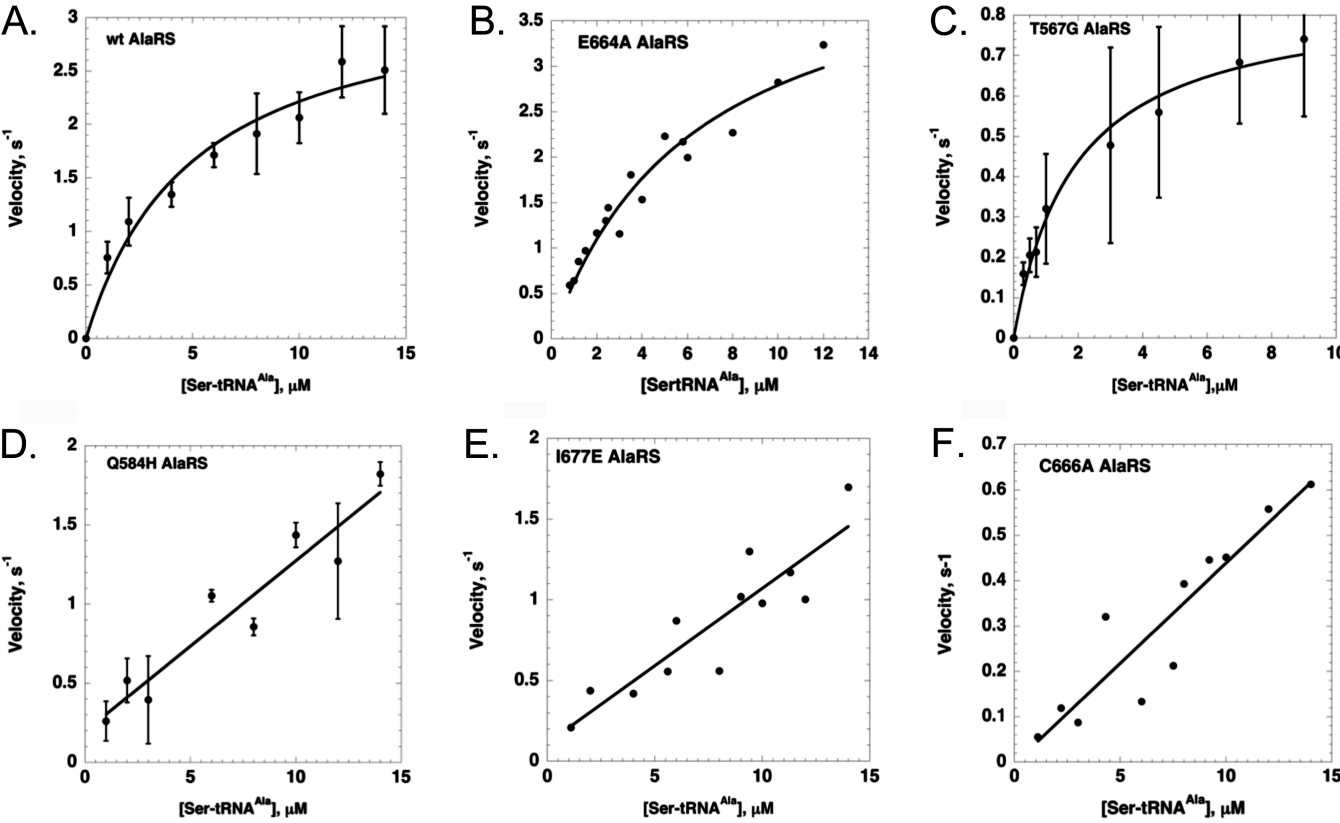 A.
wt AlaRS
3
2.5
2
1.5
1
0.5
0
0 5 10 15
Velocity, s⁻¹
[Ser-tRNAᴬˡᵃ], µM
B.
E664A AlaRS
3.5
3
2.5
2
1.5
1
0.5
0
0 2 4 6 8 10 12 14
Velocity, s⁻¹
[SertRNAᴬˡᵃ], µM
C.
T567G AlaRS
0.8
0.7
0.6
0.5
0.4
0.3
0.2
0.1
0
0 2 4 6 8 10
Velocity, s⁻¹
[Ser-tRNAᴬˡᵃ],µM
D.
Q584H AlaRS
2
1.5
1
0.5
0
0 5 10 15
Velocity, s⁻¹
[Ser-tRNAᴬˡᵃ], µM
E.
I677E AlaRS
2
1.5
1
0.5
0
0 5 10 15
Velocity, s⁻¹
[Ser-tRNAᴬˡᵃ], µM
F.
C666A AlaRS
0.7
0.6
0.5
0.4
0.3
0.2
0.1
0
0 5 10 15
Velocity, s-1
[Ser-tRNAᴬˡᵃ], µM